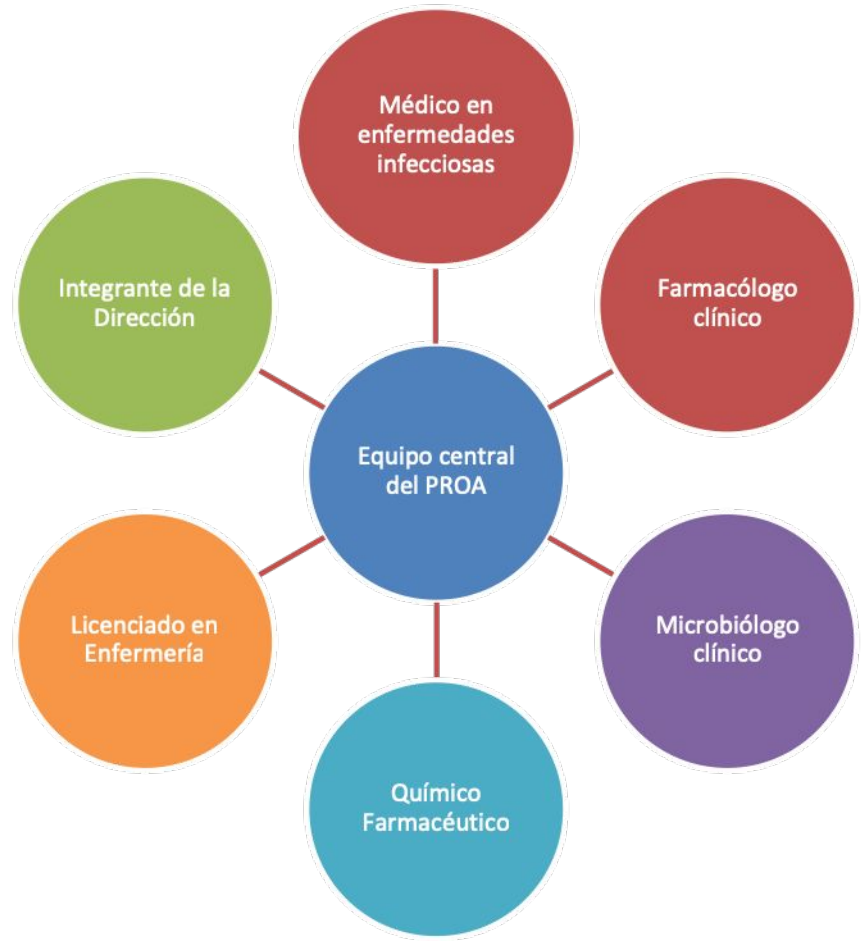 Médico en
enfermedades
infecciosas
Integrante de la
Dirección
Farmacólogo
clínico
Equipo central
del PROA
Licenciado en
Enfermería
Microbiólogo
clínico
Químico
Farmacéutico